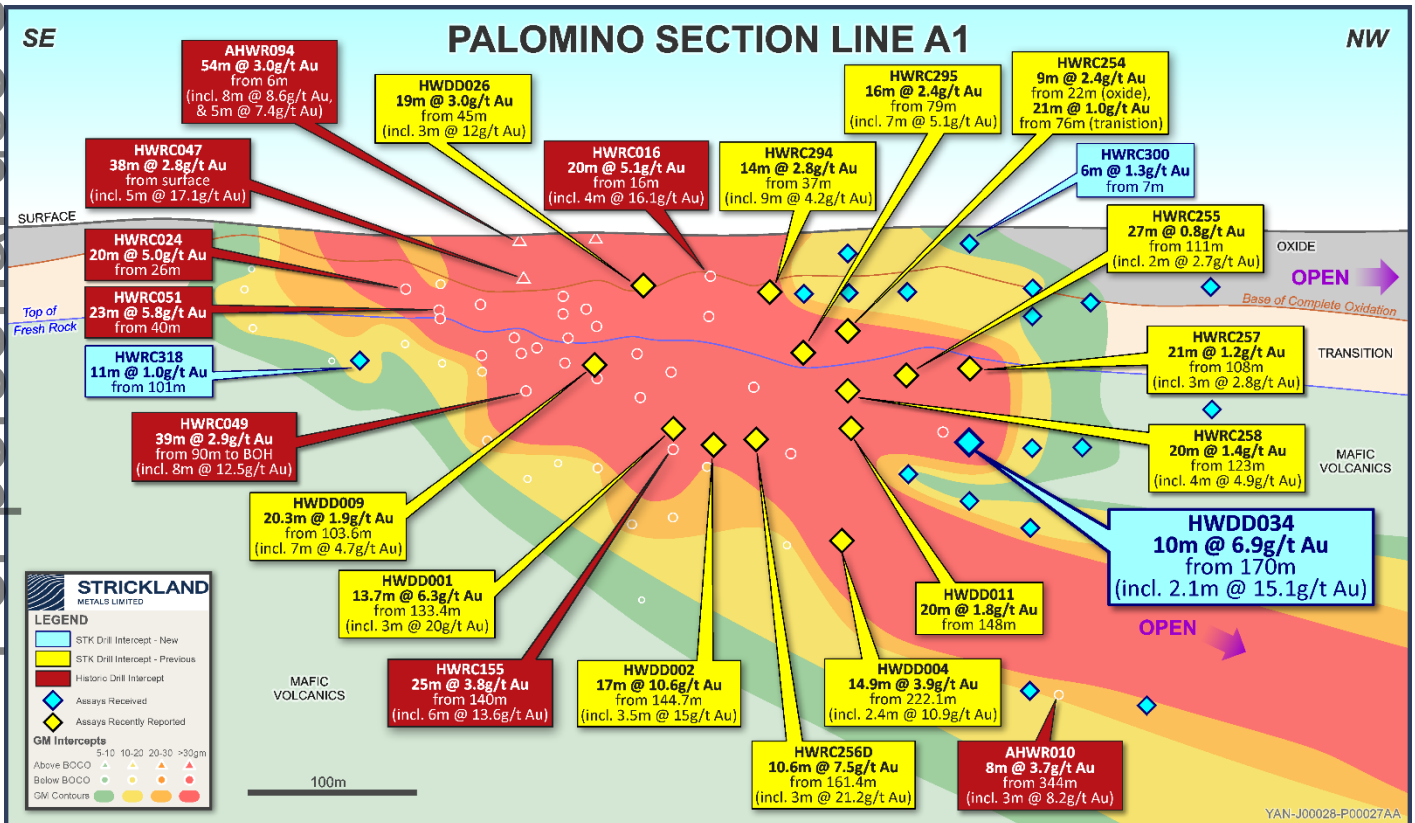 SE
PALOMINO SECTION LINE A1
NW
AHWR094
54m @ 3.0g/t Au
from 6m
(incl. 8m @ 8.6g/t Au,
& 5m @ 7.4g/t Au)
HWDD026
19m @ 3.0g/t Au
from 45m
(incl. 3m @ 12g/t Au)
HWRC295
16m @ 2.4g/t Au
from 79m
(incl. 7m @ 5.1g/t Au)
HWRC254
9m @ 2.4g/t Au
from 22m (oxide),
21m @ 1.0g/t Au
from 76m (transtion)
HWRC047
38m @ 2.8g/t Au
from surface
(incl. 5m @ 17.1g/t Au)
HWRC016
20m @ 5.1g/t Au
from 16m
(incl. 4m @ 16.1g/t Au)
HWRC294
14m @ 2.8g/t Au
from 37m
(incl. 9m @ 4.2g/t Au)
HWRC300
6m @ 1.3g/t Au
from 7m
SURFACE
HWRC024
20m @ 5.0g/t Au
from 26m
HWRC255
27m @ 0.8g/t Au
from 111m
(incl. 2m @ 2.7g/t Au)
OXIDE
OPEN
Base of Complete Oxidation
HWRC051
23m @ 5.8g/t Au
from 40m
Top of
Fresh Rock
HWRC318
11m @ 1.0g/t Au
from 101m
HWRC257
21m @ 1.2g/t Au
from 108m
(incl. 3m @ 2.8g/t Au)
TRANSITION
HWRC049
39m @ 2.9g/t Au
from 90m to BOH
(incl. 8m @ 12.5g/t Au)
HWRC258
20m @ 1.4g/t Au
from 123m
(incl. 4m @ 4.9g/t Au)
MAFIC
VOLCANICS
HWDD009
20.3m @ 1.9g/t Au
from 103.6m
(incl. 7m @ 4.7g/t Au)
HWDD034
10m @ 6.9g/t Au
from 170m
(incl. 2.1m @ 15.1g/t Au)
HWDD001
13.7m @ 6.3g/t Au
from 133.4m
(incl. 3m @ 20g/t Au)
HWDD011
20m @ 1.8g/t Au
from 148m
OPEN
HWRC155
25m @ 3.8g/t Au
from 140m
(incl. 6m @ 13.6g/t Au)
HWDD002
17m @ 10.6g/t Au
from 144.7m
(incl. 3.5m @ 15g/t Au)
HWDD004
14.9m @ 3.9g/t Au
from 222.1m
(incl. 2.4m @ 10.9g/t Au)
MAFIC
VOLCANICS
HWRC256D
10.6m @ 7.5g/t Au
from 161.4m
(incl. 3m @ 21.2g/t Au)
AHWR010
8m @ 3.7g/t Au
from 344m
(incl. 3m @ 8.2g/t Au)
STRICKLAND
METALS LIMITED
LEGEND
STK Drill Intercept - New
STK Drill Intercept - Previous
Historic Drill Intercept
Assays Received
Assays Recently Reported
GM Intercepts
5-10 10-20 20-30 >30gm
Above BOCO
Below BOCO
GM Contours
100m
YAN-J00028-P00027AA